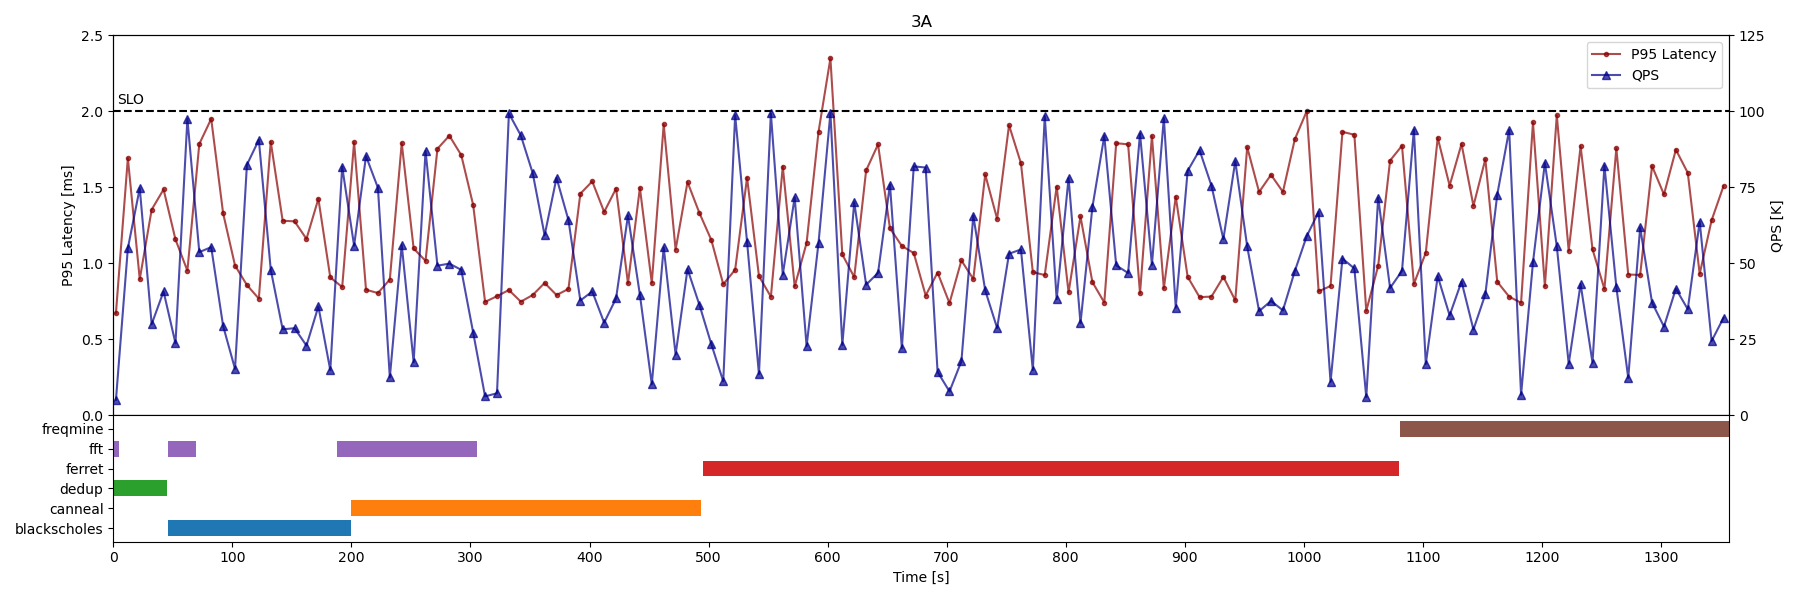 3A
2.5
2.0
1.5
1.0
0.5
0.0
P95 Latency [ms]
SLO
P95 Latency
QPS
125
100
75
50
25
0
QPS [K]
freqmine
fft
ferret
dedup
canneal
blackscholes
0 100 200 300 400 500 600 700 800 900 1000 1100 1200 1300
Time [s]